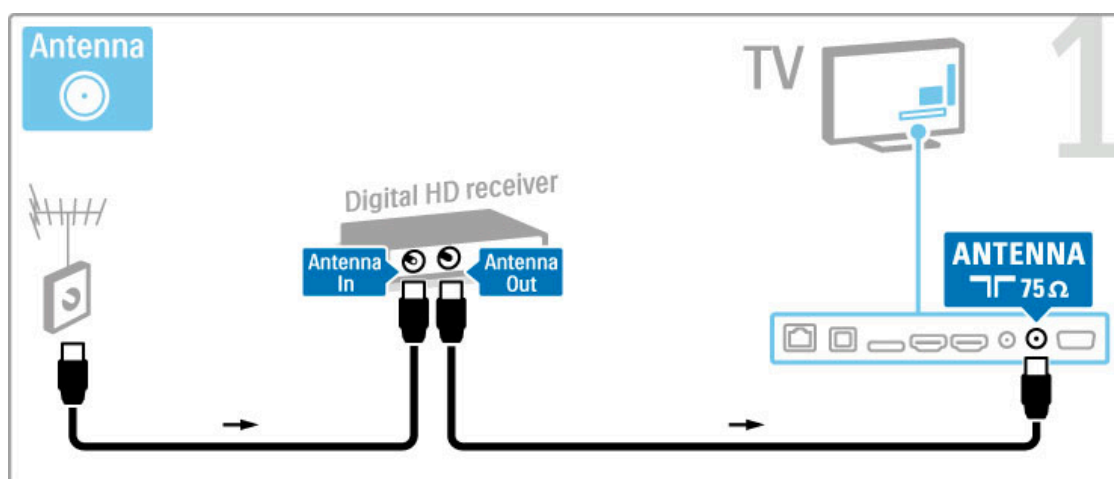 Antenna
TV
1
Digital HD receiver
Antenna
In
Antenna
Out
ANTENNA
75 Ω